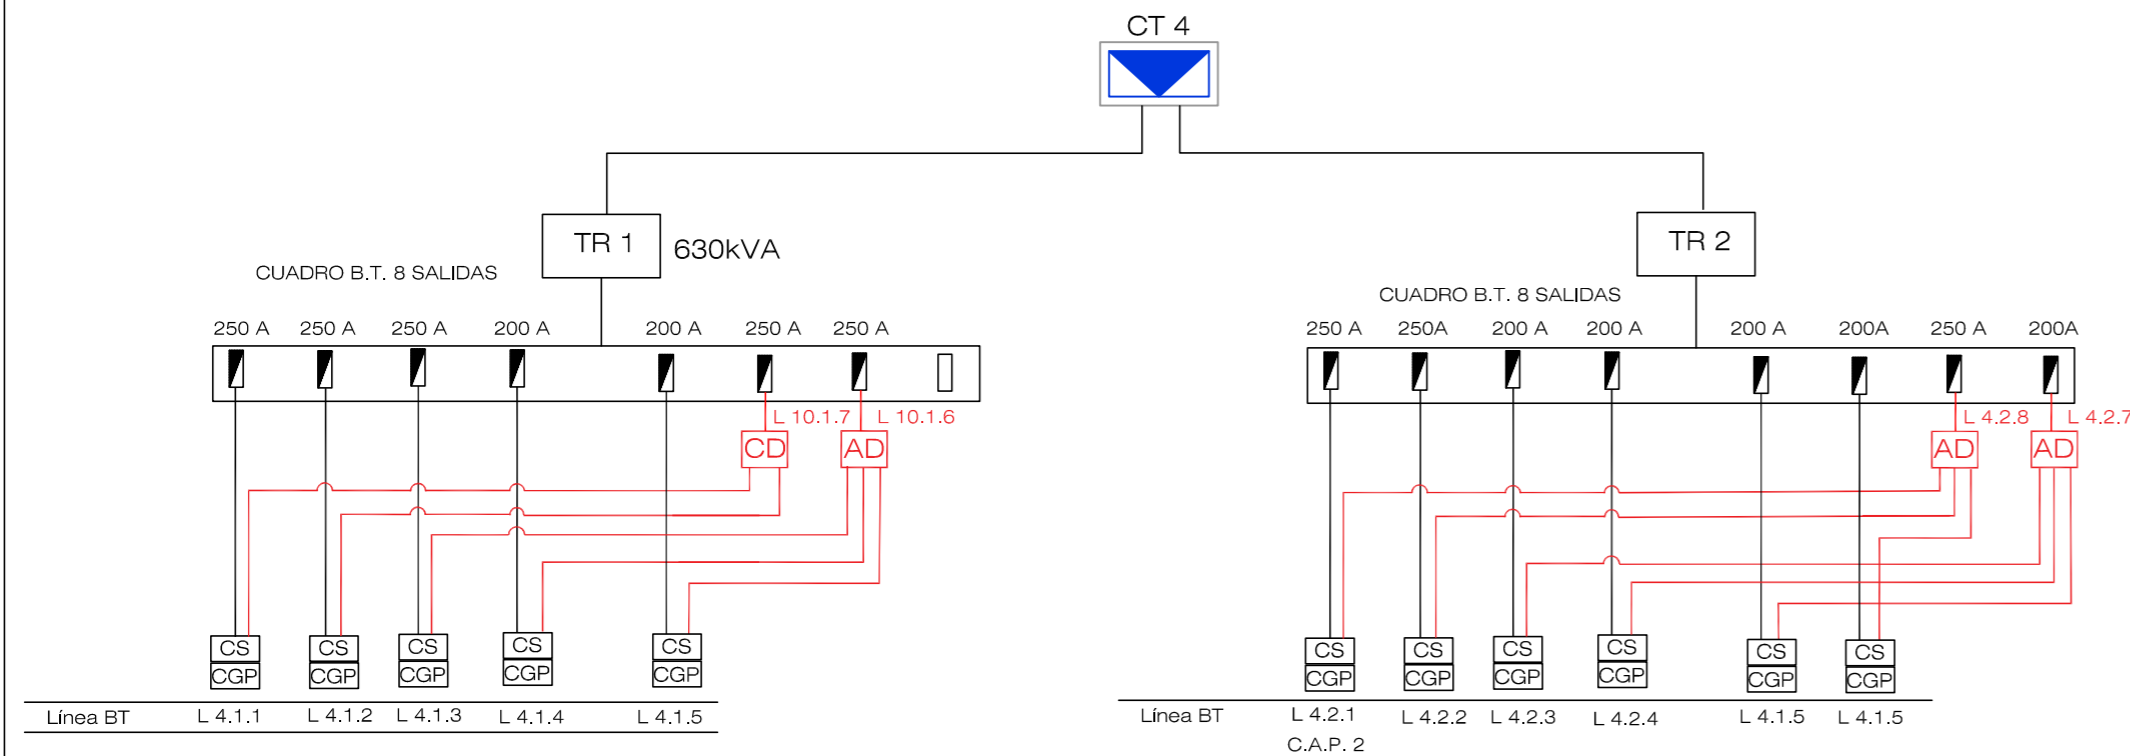 CT 4
TR 1
630kVA
CUADRO B.T. 8 SALIDAS
250 A 250 A 250 A 200 A 200 A 250 A 250 A
L 10.1.7 L 10.1.6
CD AD
CS CS CS CS CS
CGP CGP CGP CGP CGP
Línea BT L 4.1.1 L 4.1.2 L 4.1.3 L 4.1.4 L 4.1.5
TR 2
CUADRO B.T. 8 SALIDAS
250 A 250A 200 A 200 A 200 A 200A 250 A 200A
L 4.2.8 L 4.2.7
AD AD
CS CS CS CS CS CS
CGP CGP CGP CGP CGP CGP
Línea BT L 4.2.1 L 4.2.2 L 4.2.3 L 4.2.4 L 4.1.5 L 4.1.5
C.A.P. 2